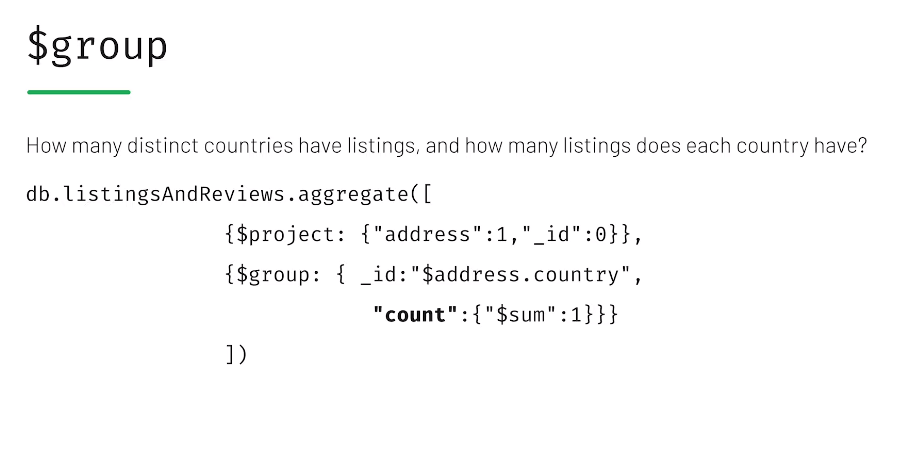 $group
How many distinct countries have listings, and how many listings does each country have?
db.listingsAndReviews.aggregate([
{$project: {"address":1,"_id":0}},
{$group: { _id:"$address.country",
"count":{"$sum":1}}}
])